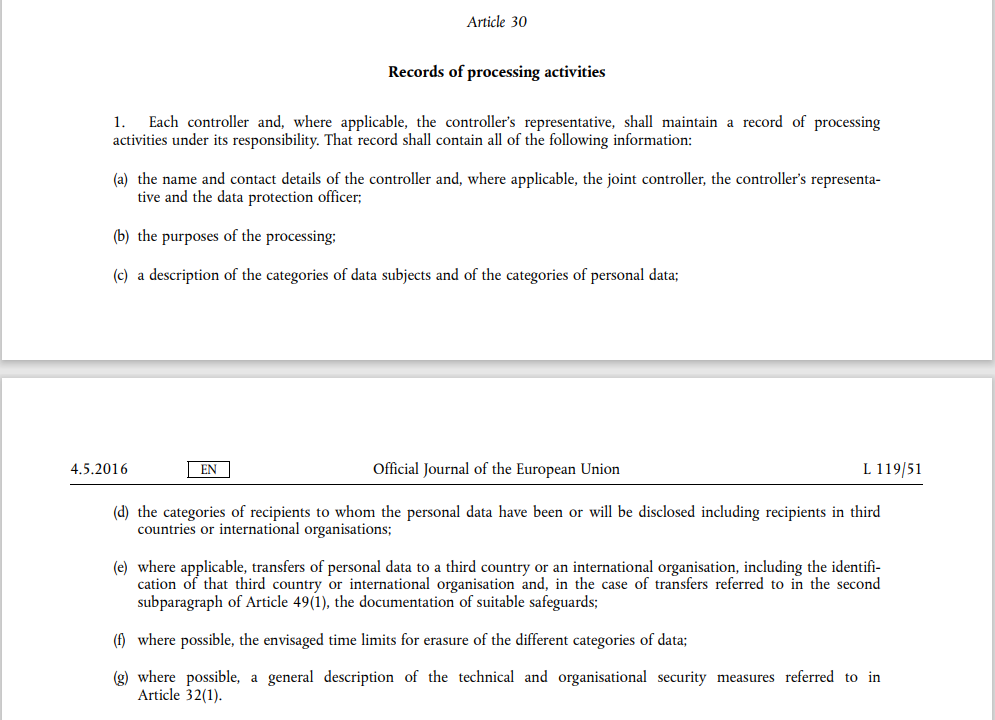 Article 30
Records of processing activities
1. Each controller and, where applicable, the controller's representative, shall maintain a record of processing
activities under its responsibility. That record shall contain all of the following information:
(a) the name and contact details of the controller and, where applicable, the joint controller, the controller's representa-
tive and the data protection officer;
(b) the purposes of the processing;
(c) a description of the categories of data subjects and of the categories of personal data;
4.5.2016 EN Official Journal of the European Union L 119/51
(d) the categories of recipients to whom the personal data have been or will be disclosed including recipients in third
countries or international organisations;
(e) where applicable, transfers of personal data to a third country or an international organisation, including the identifi-
cation of that third country or international organisation and, in the case of transfers referred to in the second
subparagraph of Article 49(1), the documentation of suitable safeguards;
(f) where possible, the envisaged time limits for erasure of the different categories of data;
(g) where possible, a general description of the technical and organisational security measures referred to in
Article 32(1).